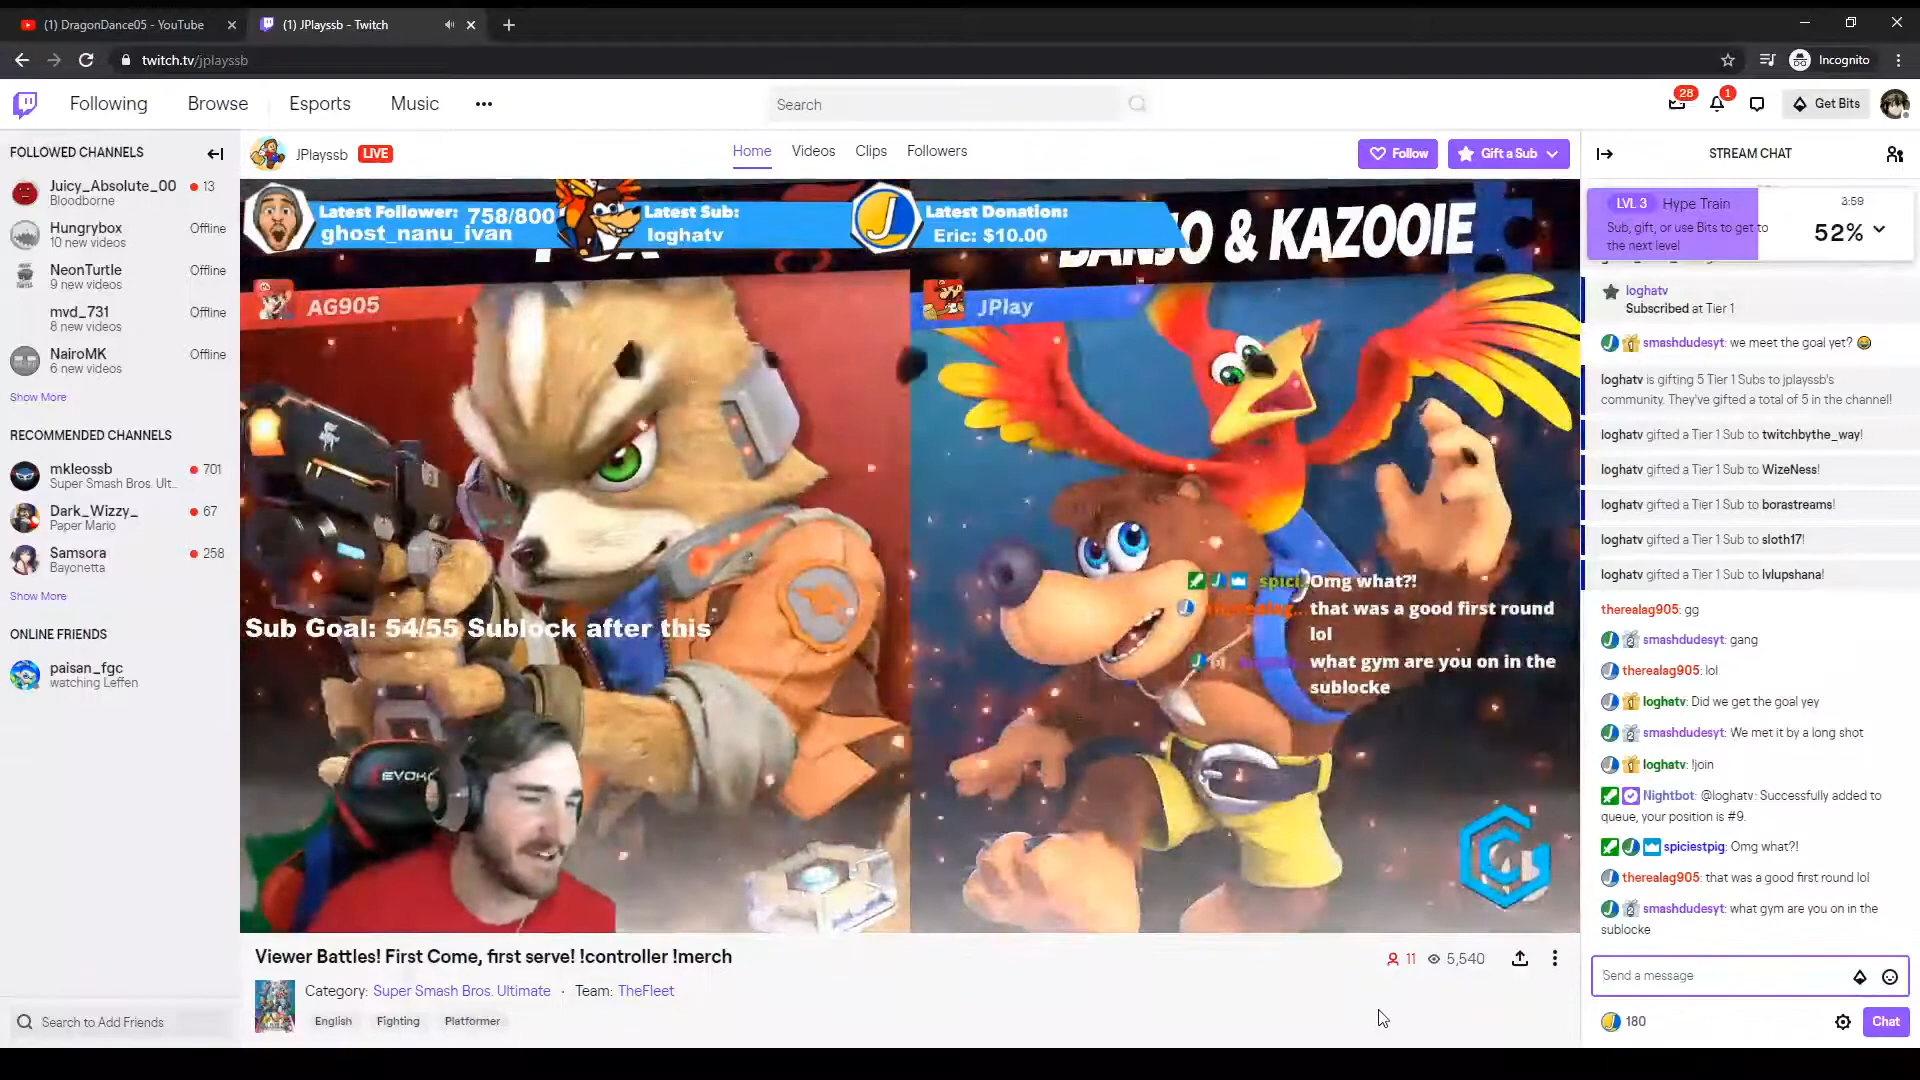 (1) DragonDance05 - YouTube
(1) JPlayssb - Twitch
twitch.tv/jplayssb
Incognito
Following
Browse
Esports
Music
Search
28
1
Get Bits
FOLLOWED CHANNELS
Juicy_Absolute_00
13
Bloodborne
Hungrybox
Offline
10 new videos
NeonTurtle
Offline
9 new videos
mvd_731
Offline
8 new videos
NairoMK
Offline
6 new videos
Show More
RECOMMENDED CHANNELS
mkleossb
701
Super Smash Bros. Ult...
Dark_Wizzy_
67
Paper Mario
Samsora
258
Bayonetta
Show More
ONLINE FRIENDS
paisan_fgc
watching Leffen
Search to Add Friends
JPlayssb
LIVE
Home
Videos
Clips
Followers
Follow
Gift a Sub
Latest Follower: 758/800
ghost_nanu_ivan
Latest Sub:
loghatv
Latest Donation:
Eric: $10.00
& KAZOOIE
AG905
JPlay
Sub Goal: 54/55 Sublock after this
spici... Omg what?!
therealag... that was a good first round
lol
what gym are you on in the
sublocke
EVOK
Viewer Battles! First Come, first serve! !controller !merch
11
5,540
Category: Super Smash Bros. Ultimate · Team: TheFleet
English
Fighting
Platformer
STREAM CHAT
LVL 3 Hype Train
Sub, gift, or use Bits to get to
the next level
3:59
52%
loghatv
Subscribed at Tier 1
smashdudesyt: we meet the goal yet?
loghatv is gifting 5 Tier 1 Subs to jplayssb's
community. They've gifted a total of 5 in the channel!
loghatv gifted a Tier 1 Sub to twitchbythe_way!
loghatv gifted a Tier 1 Sub to WizeNess!
loghatv gifted a Tier 1 Sub to borastreams!
loghatv gifted a Tier 1 Sub to sloth17!
loghatv gifted a Tier 1 Sub to lvlupshana!
therealag905: gg
smashdudesyt: gang
therealag905: lol
loghatv: Did we get the goal yey
smashdudesyt: We met it by a long shot
loghatv: !join
Nightbot: @loghatv: Successfully added to
queue, your position is #9.
spiciestpig: Omg what?!
therealag905: that was a good first round lol
smashdudesyt: what gym are you on in the
sublocke
Send a message
180
Chat